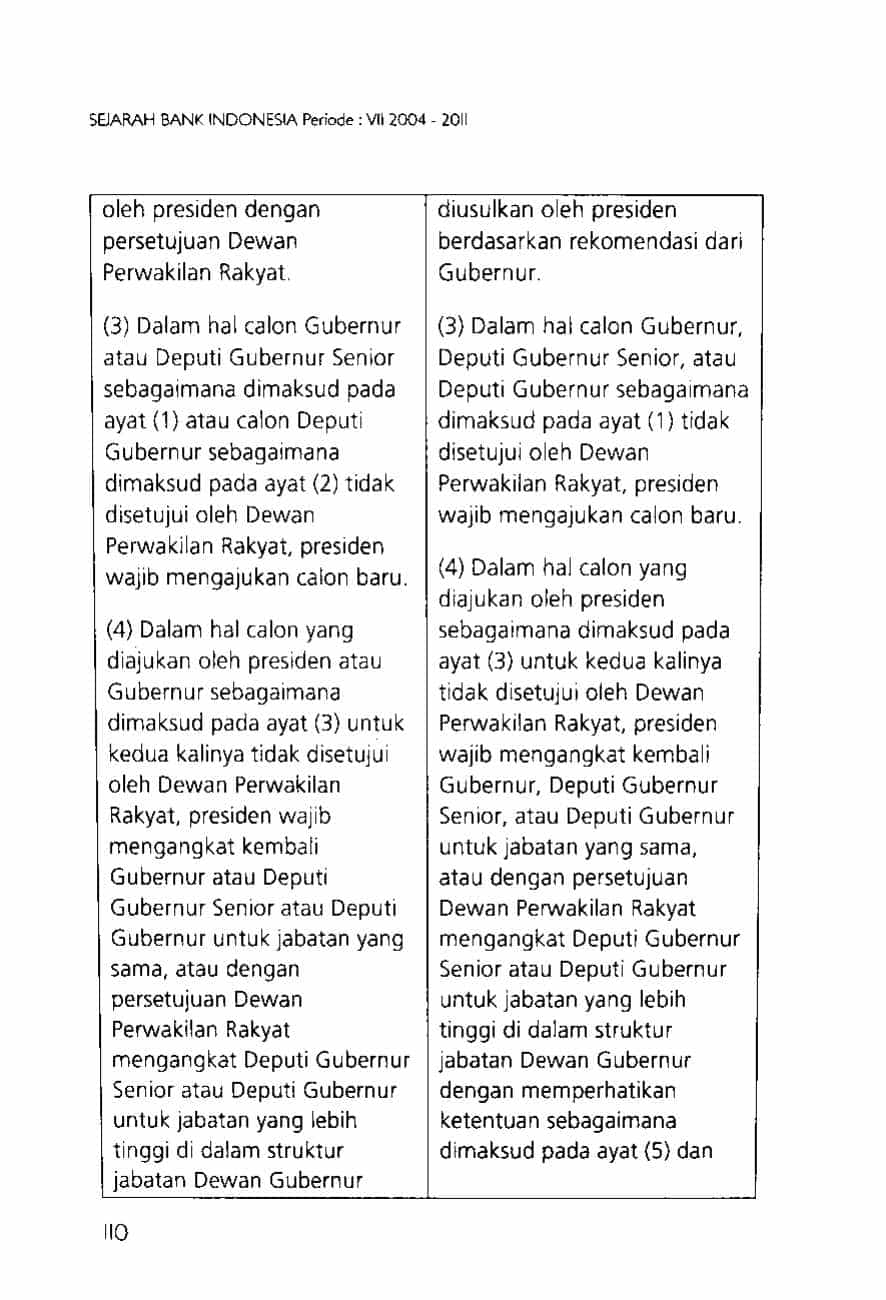 SEJARAH BANK INDONESIA Periode : VII 2004 - 2011
oleh presiden dengan
persetujuan Dewan
Perwakilan Rakyat.
(3) Dalam hal calon Gubernur
atau Deputi Gubernur Senior
sebagaimana dimaksud pada
ayat (1) atau calon Deputi
Gubernur sebagaimana
dimaksud pada ayat (2) tidak
disetujui oleh Dewan
Perwakilan Rakyat, presiden
wajib mengajukan calon baru.
(4) Dalam hal calon yang
diajukan oleh presiden atau
Gubernur sebagaimana
dimaksud pada ayat (3) untuk
kedua kalinya tidak disetujui
oleh Dewan Perwakilan
Rakyat, presiden wajib
mengangkat kembali
Gubernur atau Deputi
Gubernur Senior atau Deputi
Gubernur untuk jabatan yang
sama, atau dengan
persetujuan Dewan
Perwakilan Rakyat
mengangkat Deputi Gubernur
Senior atau Deputi Gubernur
untuk jabatan yang lebih
tinggi di dalam struktur
jabatan Dewan Gubernur
diusulkan oleh presiden
berdasarkan rekomendasi dari
Gubernur.
(3) Dalam hal calon Gubernur,
Deputi Gubernur Senior, atau
Deputi Gubernur sebagaimana
dimaksud pada ayat (1) tidak
disetujui oleh Dewan
Perwakilan Rakyat, presiden
wajib mengajukan calon baru.
(4) Dalam hal calon yang
diajukan oleh presiden
sebagaimana dimaksud pada
ayat (3) untuk kedua kalinya
tidak disetujui oleh Dewan
Perwakilan Rakyat, presiden
wajib mengangkat kembali
Gubernur, Deputi Gubernur
Senior, atau Deputi Gubernur
untuk jabatan yang sama,
atau dengan persetujuan
Dewan Perwakilan Rakyat
mengangkat Deputi Gubernur
Senior atau Deputi Gubernur
untuk jabatan yang lebih
tinggi di dalam struktur
jabatan Dewan Gubernur
dengan memperhatikan
ketentuan sebagaimana
dimaksud pada ayat (5) dan
110